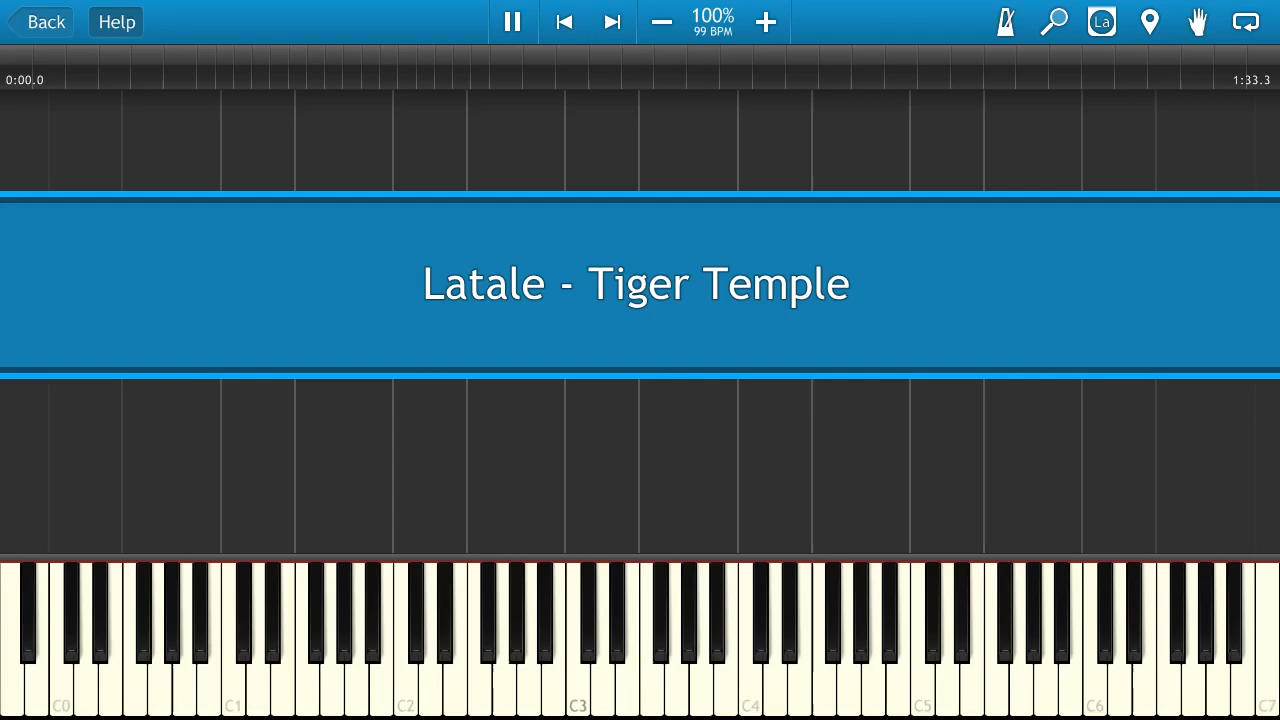 Back
Help
100%
99 BPM
La
0:00.0
1:33.3
Latale - Tiger Temple
C0 C1 C2 C3 C4 C5 C6 C7